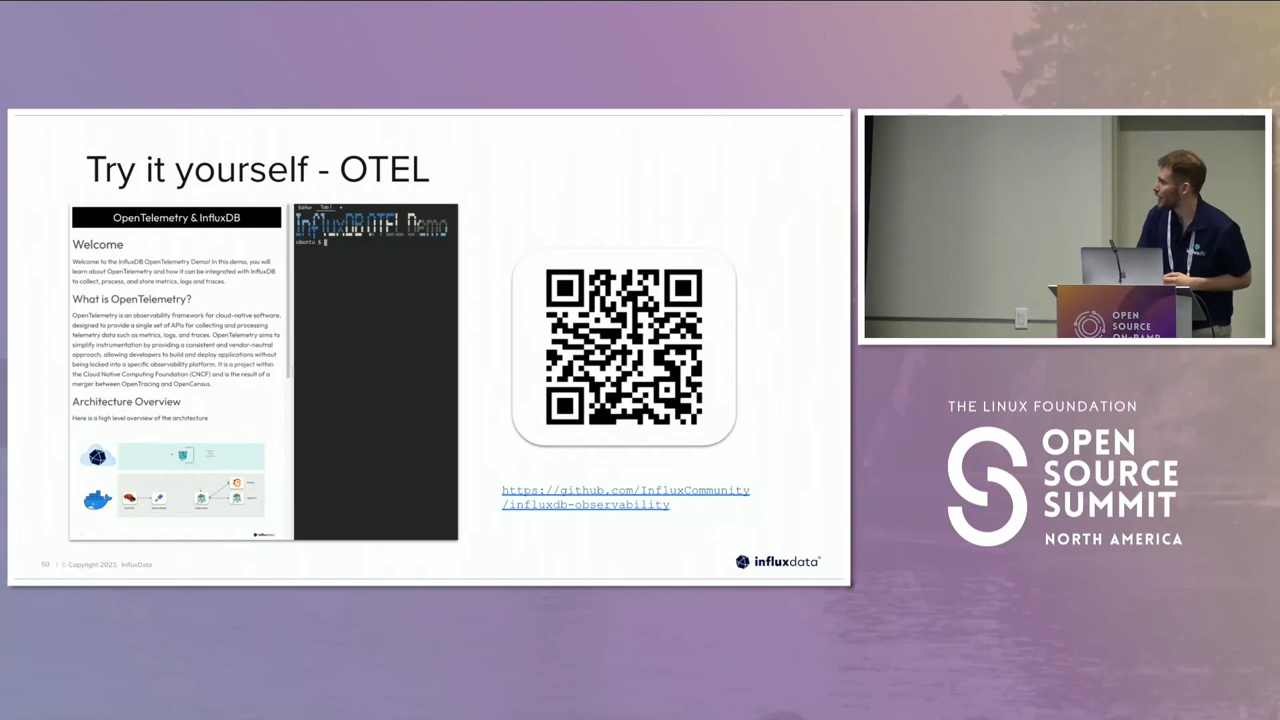 Try it yourself - OTEL
OpenTelemetry & InfluxDB
Welcome
Welcome to the InfluxDB OpenTelemetry Demo! In this demo, you will
learn about OpenTelemetry and how it can be integrated with InfluxDB
to collect, process, and store metrics, logs and traces.
What is OpenTelemetry?
OpenTelemetry is an observability framework for cloud-native software,
designed to provide a single set of APIs for collecting and processing
telemetry data such as metrics, logs, and traces. OpenTelemetry aims to
simplify instrumentation by providing a consistent and vendor-neutral
approach, allowing developers to build and deploy applications without
being locked into a specific observability platform. It is a project within
the Cloud Native Computing Foundation (CNCF) and is the result of a
merger between OpenTracing and OpenCensus.
Architecture Overview
Here is a high level overview of the architecture
Editor Tab 1 +
InfluxDB OTEL Demo
ubuntu $
https://github.com/InfluxCommunity
/influxdb-observability
50 | © Copyright 2023, InfluxData
influxdata
OPEN
SOURCE
ON-RAMP
THE LINUX FOUNDATION
OPEN
SOURCE
SUMMIT
NORTH AMERICA